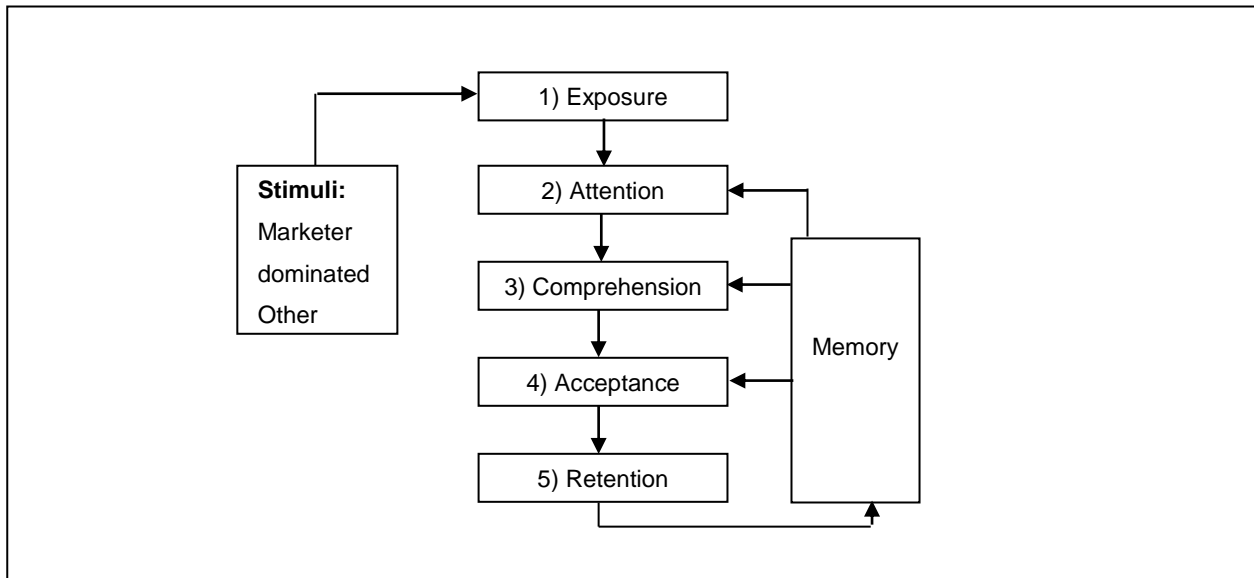 1) Exposure
Stimuli:
Marketer
dominated
Other
2) Attention
3) Comprehension
Memory
4) Acceptance
5) Retention